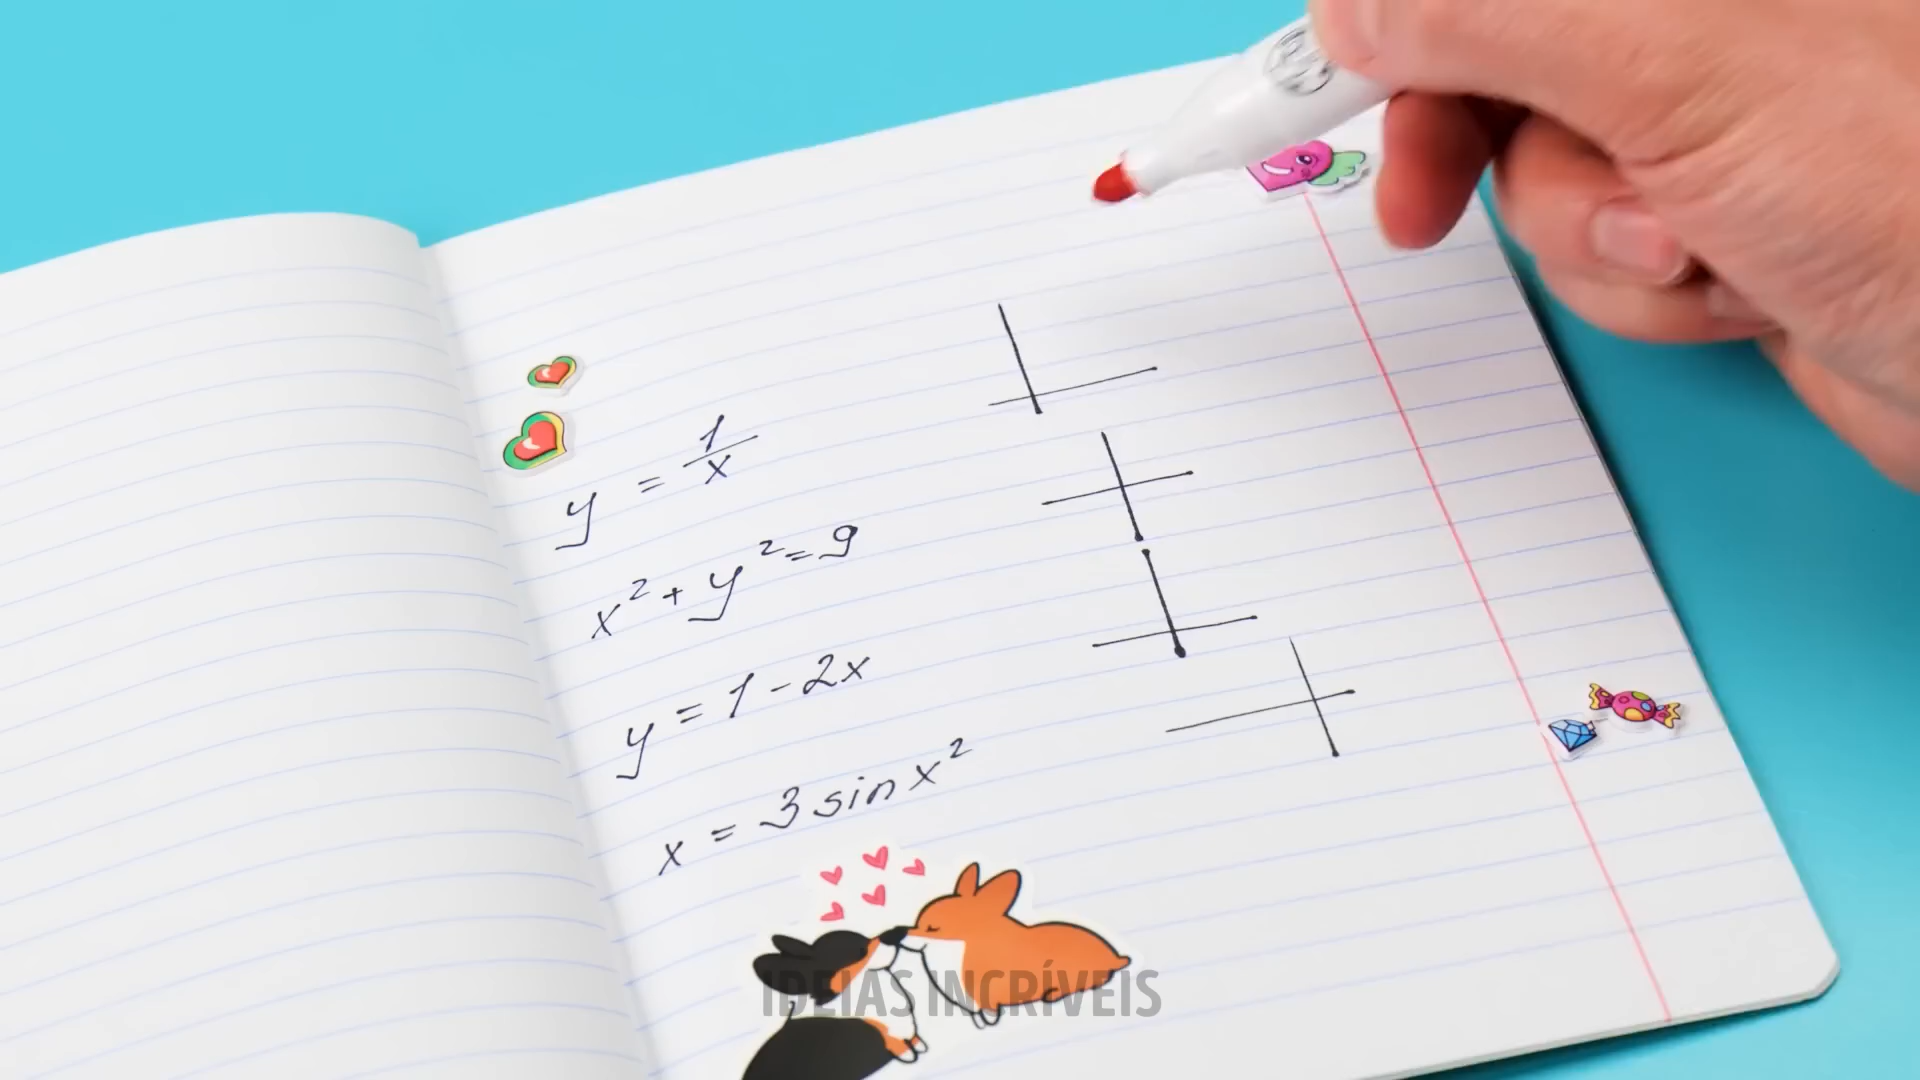 y = 1/x
x² + y² = 9
y = 1 - 2x
x = 3 sin x²
IDEIAS INCRÍVEIS